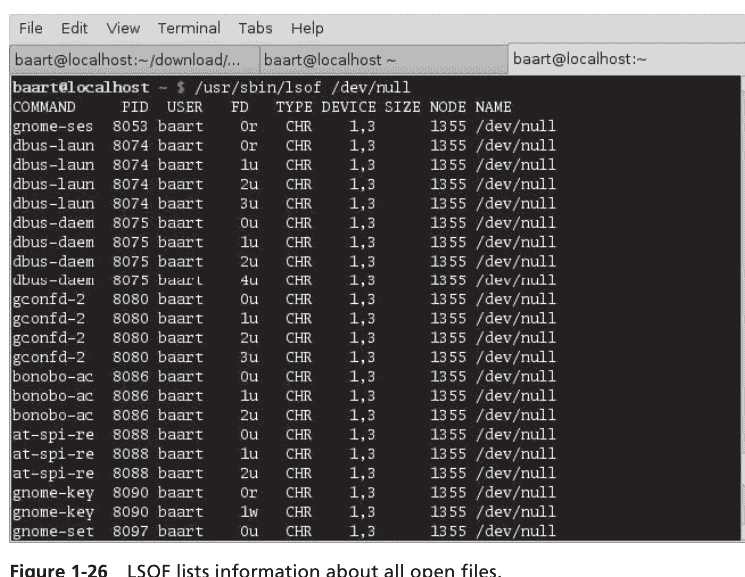 File Edit View Terminal Tabs Help
baart@localhost:~/download/... baart@localhost ~ baart@localhost:~
baart@localhost ~ $ /usr/sbin/lsof /dev/null
COMMAND PID USER FD TYPE DEVICE SIZE NODE NAME
gnome-ses 8053 baart 0r CHR 1,3 1355 /dev/null
dbus-laun 8074 baart 0r CHR 1,3 1355 /dev/null
dbus-laun 8074 baart 1u CHR 1,3 1355 /dev/null
dbus-laun 8074 baart 2u CHR 1,3 1355 /dev/null
dbus-laun 8074 baart 3u CHR 1,3 1355 /dev/null
dbus-daem 8075 baart 0u CHR 1,3 1355 /dev/null
dbus-daem 8075 baart 1u CHR 1,3 1355 /dev/null
dbus-daem 8075 baart 2u CHR 1,3 1355 /dev/null
dbus-daem 8075 baart 4u CHR 1,3 1355 /dev/null
gconfd-2 8080 baart 0u CHR 1,3 1355 /dev/null
gconfd-2 8080 baart 1u CHR 1,3 1355 /dev/null
gconfd-2 8080 baart 2u CHR 1,3 1355 /dev/null
gconfd-2 8080 baart 3u CHR 1,3 1355 /dev/null
bonobo-ac 8086 baart 0u CHR 1,3 1355 /dev/null
bonobo-ac 8086 baart 1u CHR 1,3 1355 /dev/null
bonobo-ac 8086 baart 2u CHR 1,3 1355 /dev/null
at-spi-re 8088 baart 0u CHR 1,3 1355 /dev/null
at-spi-re 8088 baart 1u CHR 1,3 1355 /dev/null
at-spi-re 8088 baart 2u CHR 1,3 1355 /dev/null
gnome-key 8090 baart 0r CHR 1,3 1355 /dev/null
gnome-key 8090 baart 1w CHR 1,3 1355 /dev/null
gnome-set 8097 baart 0u CHR 1,3 1355 /dev/null
Figure 1-26 LSOF lists information about all open files.